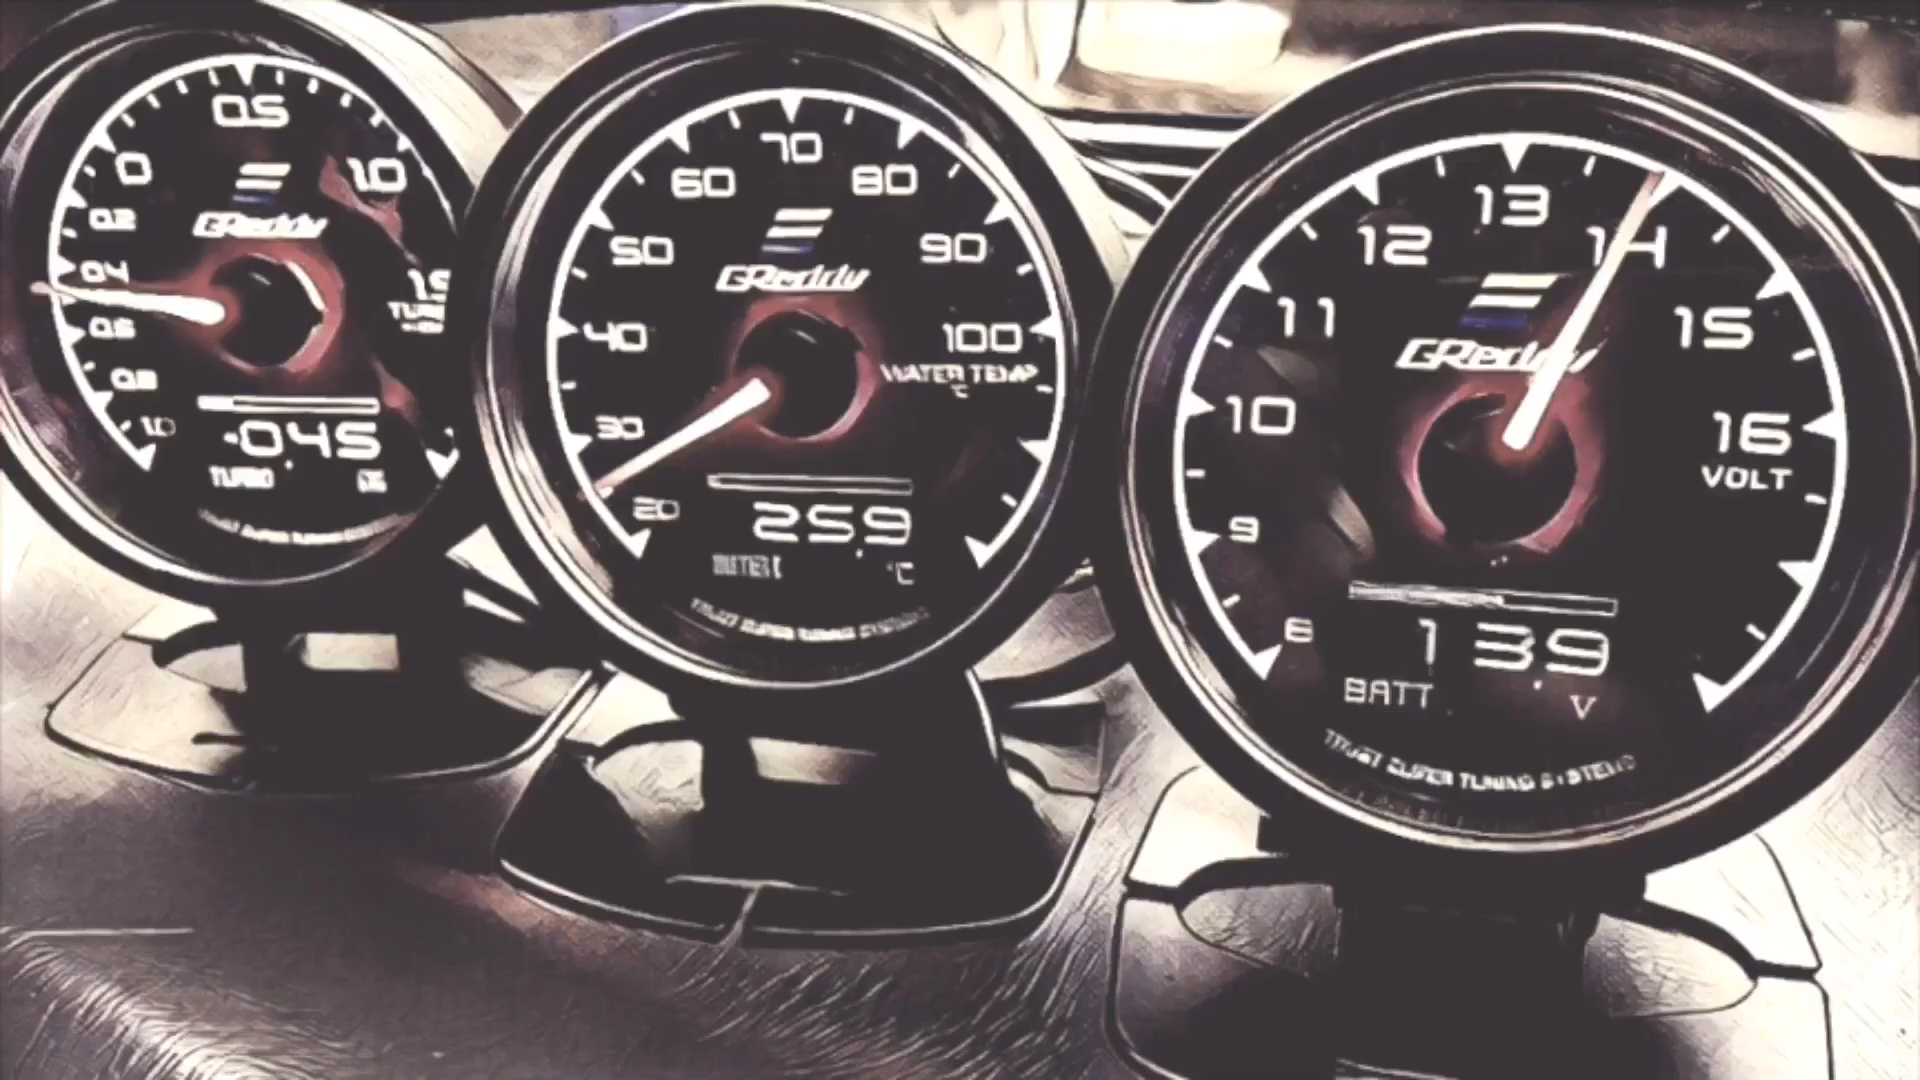 0.5
0
1.0
GReddy
0.2
0.4
0.6
0.8
1.0
-0.45
TURBO
70
60
80
50
90
GReddy
40
100
WATER TEMP
°C
30
20
25.9
WATER
°C
TRUST SUPER TUNING SYSTEMS
13
12
14
11
15
GReddy
10
16
VOLT
9
8
13.9
BATT
V
TRUST SUPER TUNING SYSTEMS